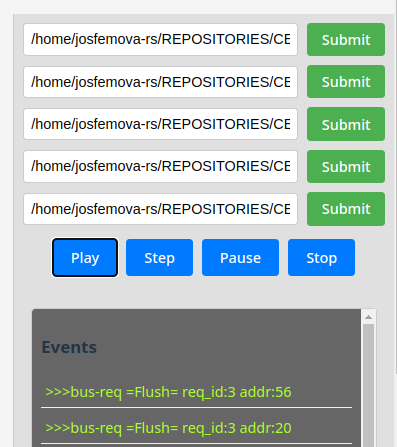 /home/josfemova-rs/REPOSITORIES/CE Submit
/home/josfemova-rs/REPOSITORIES/CE Submit
/home/josfemova-rs/REPOSITORIES/CE Submit
/home/josfemova-rs/REPOSITORIES/CE Submit
/home/josfemova-rs/REPOSITORIES/CE Submit
Play Step Pause Stop
Events
>>>bus-req =Flush= req_id:3 addr:56
>>>bus-req =Flush= req_id:3 addr:20